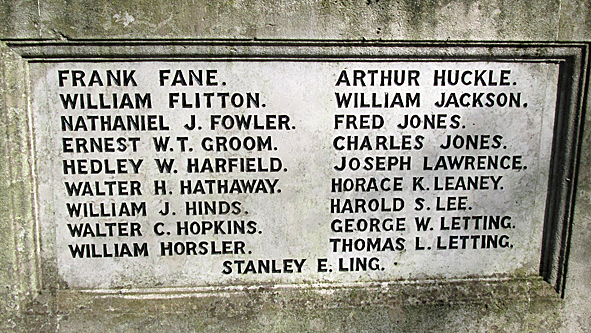 FRANK FANE.
WILLIAM FLITTON.
NATHANIEL J. FOWLER.
ERNEST W.T. GROOM.
HEDLEY W. HARFIELD.
WALTER H. HATHAWAY.
WILLIAM J. HINDS.
WALTER C. HOPKINS.
WILLIAM HORSLER.
ARTHUR HUCKLE.
WILLIAM JACKSON.
FRED JONES.
CHARLES JONES.
JOSEPH LAWRENCE.
HORACE K. LEANEY.
HAROLD S. LEE.
GEORGE W. LETTING.
THOMAS L. LETTING.
STANLEY E. LING.